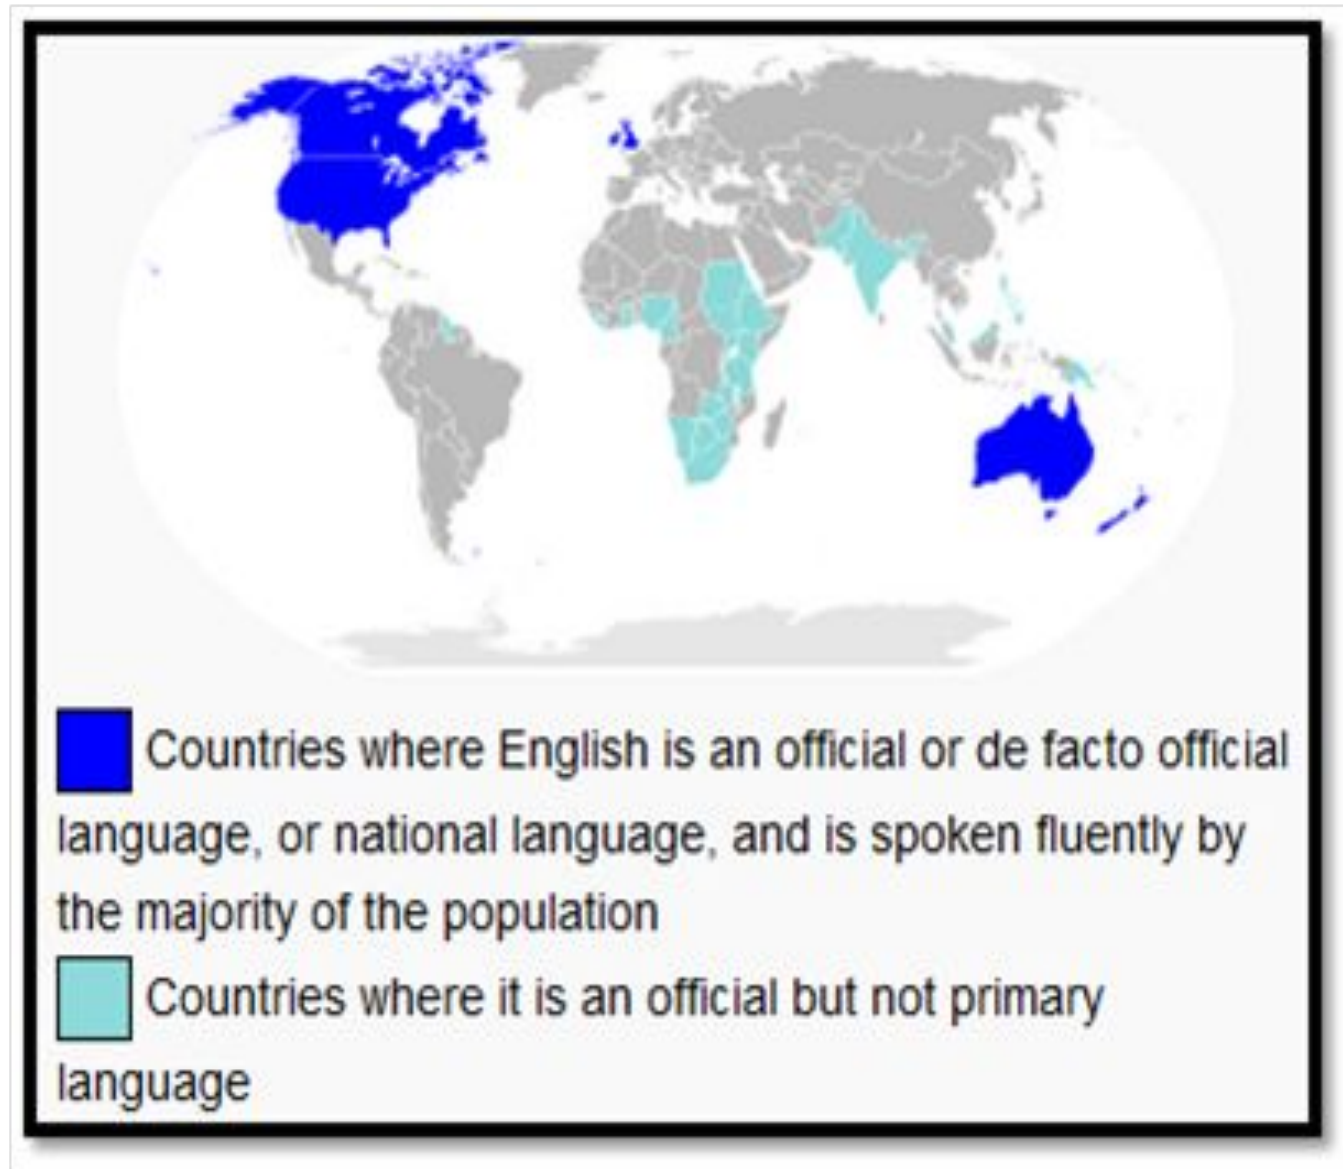 Countries where English is an official or de facto official
language, or national language, and is spoken fluently by
the majority of the population
Countries where it is an official but not primary
language